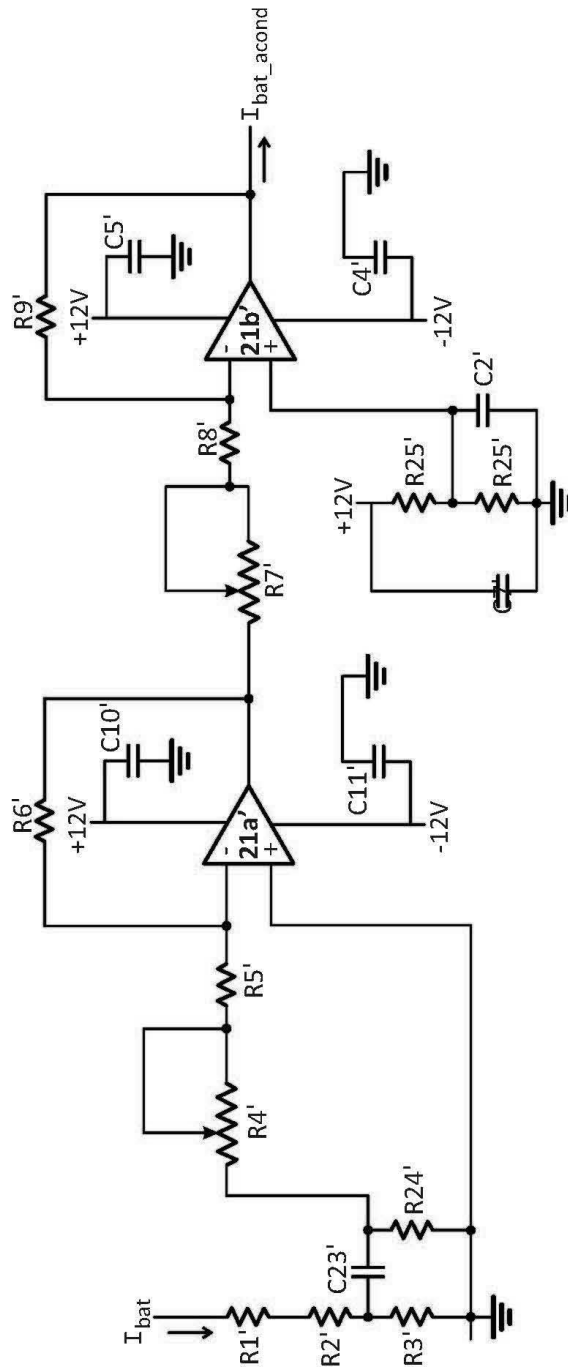 I_bat
R1'
R2'
R3'
C23'
R24'
R4'
R5'
R6'
+12V
C10'
-
21a'
+
C11'
-12V
R7'
R8'
R9'
+12V
C5'
-
21b'
+
C4'
-12V
I_bat_acond
+12V
R25'
R25'
C2'